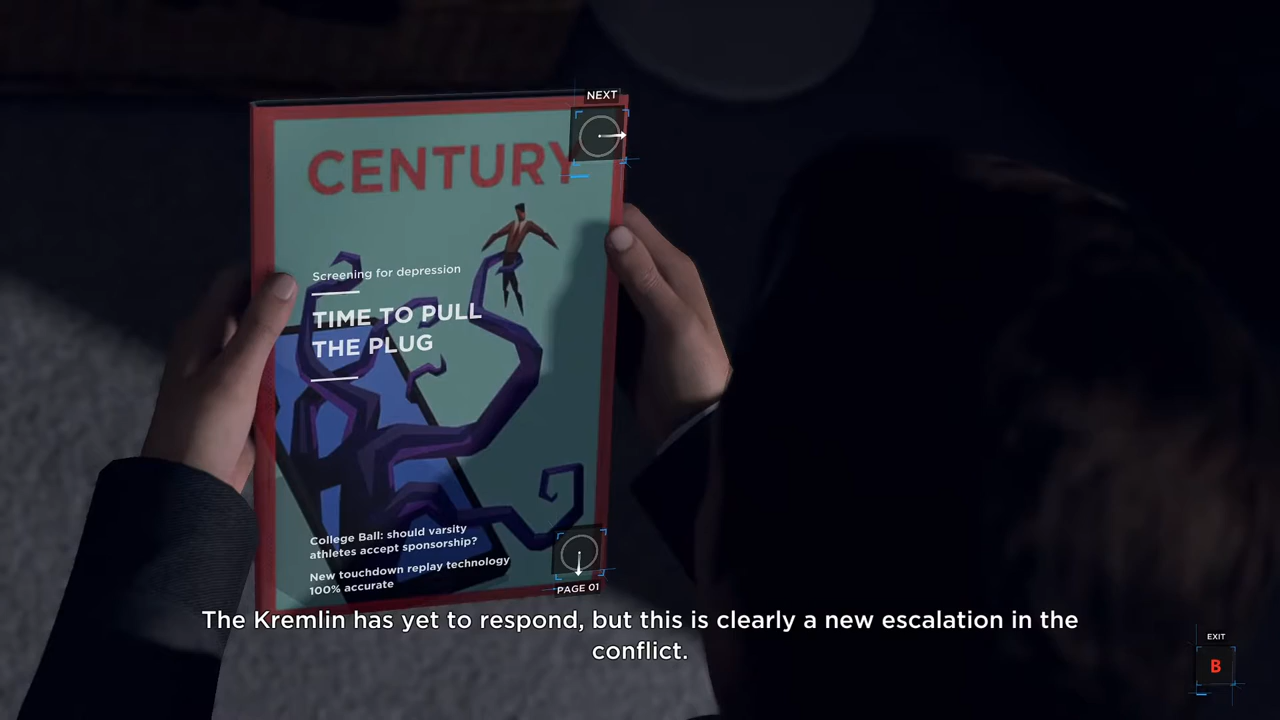 NEXT
CENTURY
Screening for depression
TIME TO PULL
THE PLUG
College Ball: should varsity
athletes accept sponsorship?
New touchdown replay technology
100% accurate
PAGE 01
The Kremlin has yet to respond, but this is clearly a new escalation in the
conflict.
EXIT
B